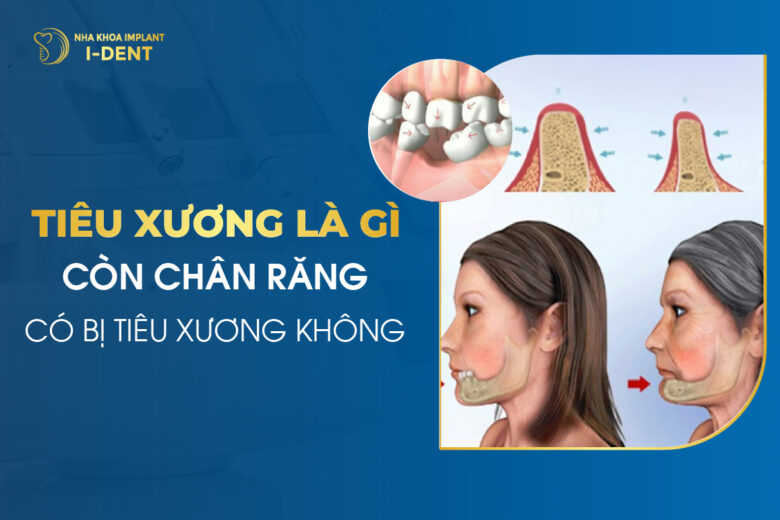 NHA KHOA IMPLANT
I-DENT
TIÊU XƯƠNG LÀ GÌ
CÒN CHÂN RĂNG
CÓ BỊ TIÊU XƯƠNG KHÔNG